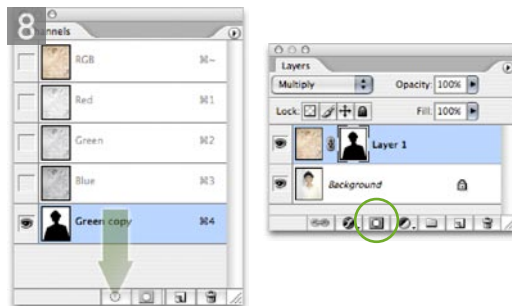 8
nnels
RGB ⌘~
Red ⌘1
Green ⌘2
Blue ⌘3
Green copy ⌘4
Layers
Multiply Opacity: 100%
Lock: Fill: 100%
Layer 1
Background